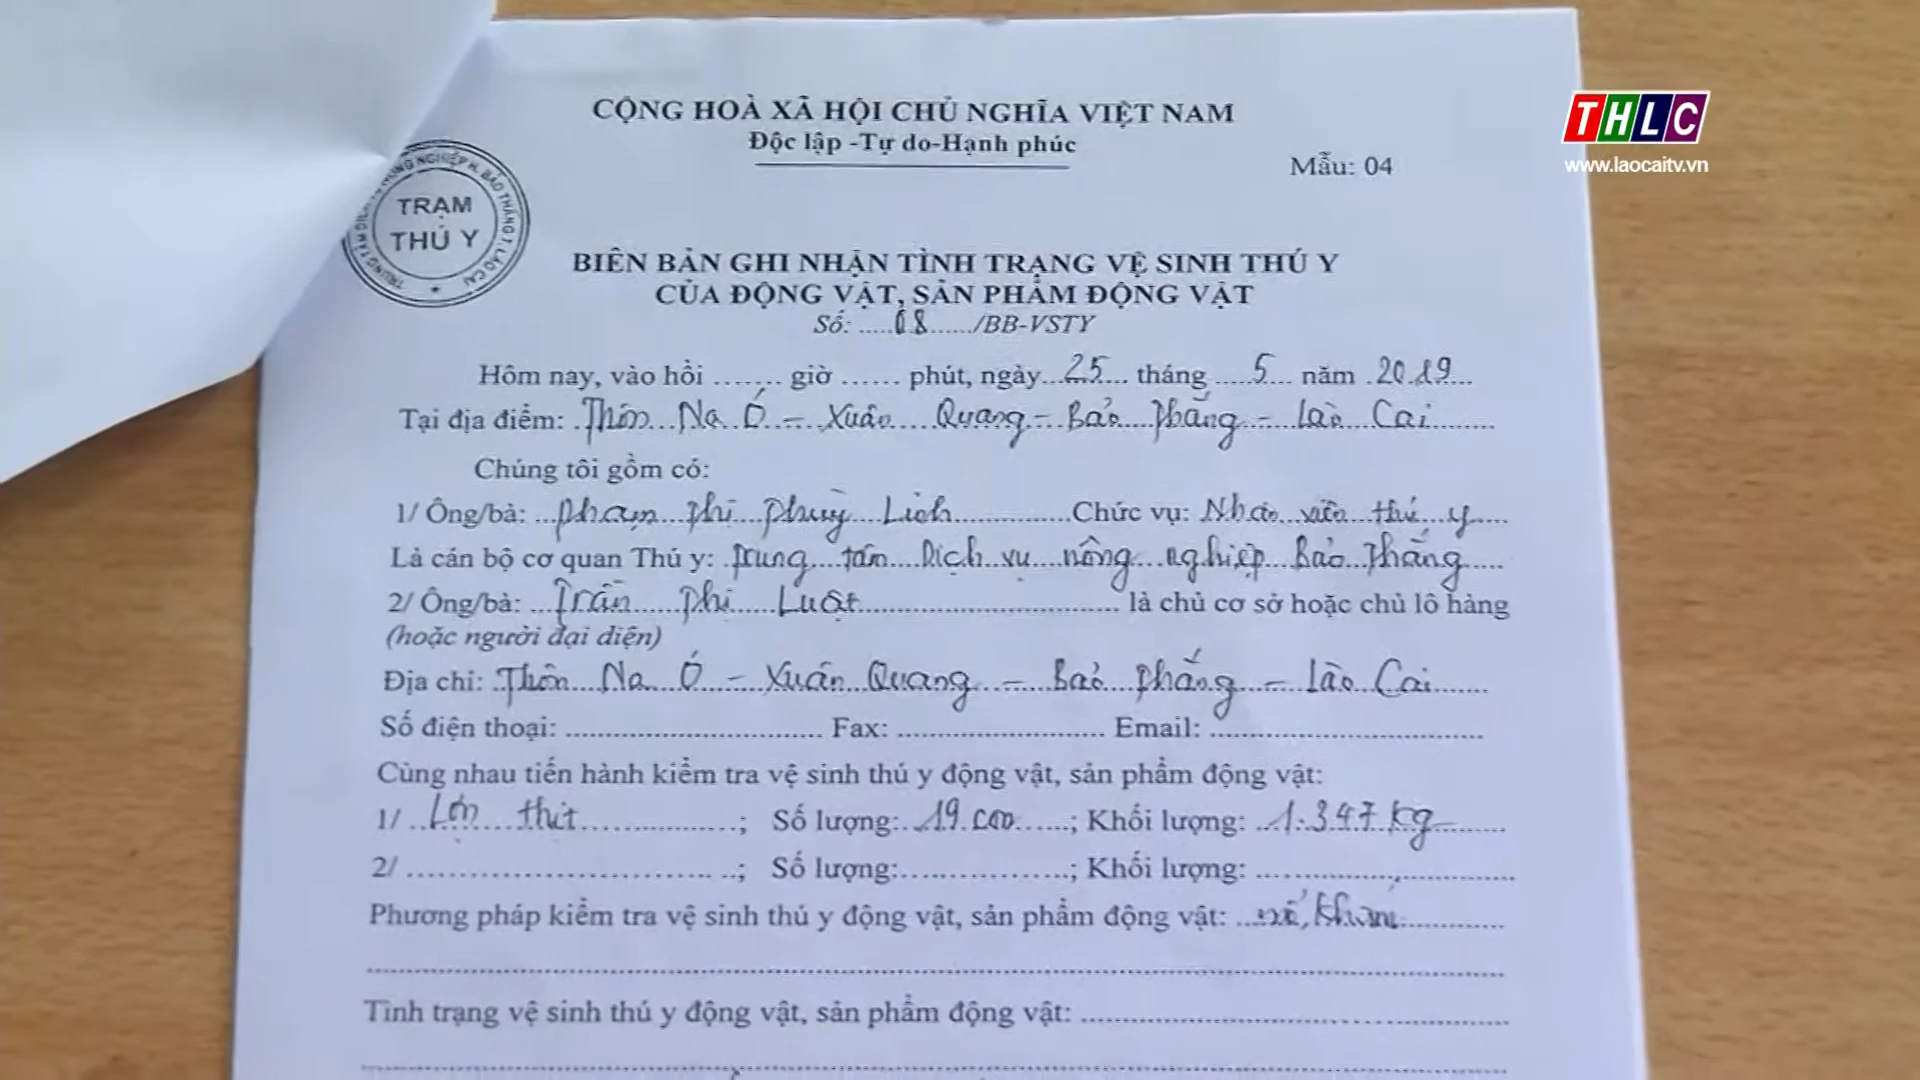 CỘNG HOÀ XÃ HỘI CHỦ NGHĨA VIỆT NAM
Độc lập -Tự do-Hạnh phúc
THLC
www.laocaitv.vn
Mẫu: 04
NGHIỆP H. BẢO THẮNG T. LÀO CAI
TRUNG TÂM
TRẠM
THÚ Y
BIÊN BẢN GHI NHẬN TÌNH TRẠNG VỆ SINH THÚ Y
CỦA ĐỘNG VẬT, SẢN PHẨM ĐỘNG VẬT
Số: .....08....../BB-VSTY
Hôm nay, vào hồi ....... giờ ...... phút, ngày...25... tháng ....5... năm .2019...
Tại địa điểm: Thôn Na Ó - Xuân Quang - Bảo Thắng - Lào Cai
Chúng tôi gồm có:
1/ Ông/bà: Phạm Thị Linh Chức vụ: Nhân viên thú y
Là cán bộ cơ quan Thú y: Trung tâm Dịch vụ nông nghiệp Bảo Thắng
2/ Ông/bà: Trần Thị Luật là chủ cơ sở hoặc chủ lô hàng
(hoặc người đại diện)
Địa chỉ: Thôn Na Ó - Xuân Quang - Bảo Thắng - Lào Cai
Số điện thoại: ........ Fax: ........ Email: ........
Cùng nhau tiến hành kiểm tra vệ sinh thú y động vật, sản phẩm động vật:
1/ Lợn thịt ; Số lượng: 19 con ; Khối lượng: 1.347 kg
2/ ........ ; Số lượng: ........ ; Khối lượng: ........
Phương pháp kiểm tra vệ sinh thú y động vật, sản phẩm động vật:
Tình trạng vệ sinh thú y động vật, sản phẩm động vật: ........